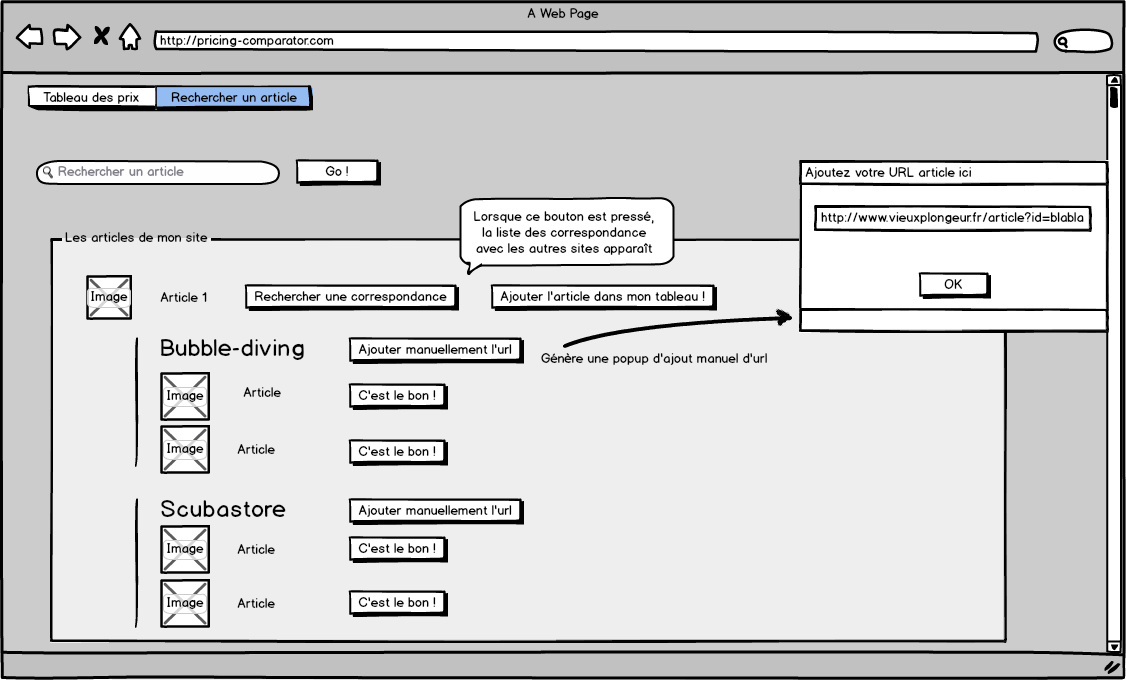 A Web Page
http://pricing-comparator.com
Tableau des prix
Rechercher un article
Rechercher un article
Go !
Ajoutez votre URL article ici
http://www.vieuxplongeur.fr/article?id=blabla
OK
Lorsque ce bouton est pressé,
la liste des correspondance
avec les autres sites apparaît
Les articles de mon site
Image
Article 1
Rechercher une correspondance
Ajouter l'article dans mon tableau !
Bubble-diving
Ajouter manuellement l'url
Génère une popup d'ajout manuel d'url
Image
Article
C'est le bon !
Image
Article
C'est le bon !
Scubastore
Ajouter manuellement l'url
Image
Article
C'est le bon !
Image
Article
C'est le bon !